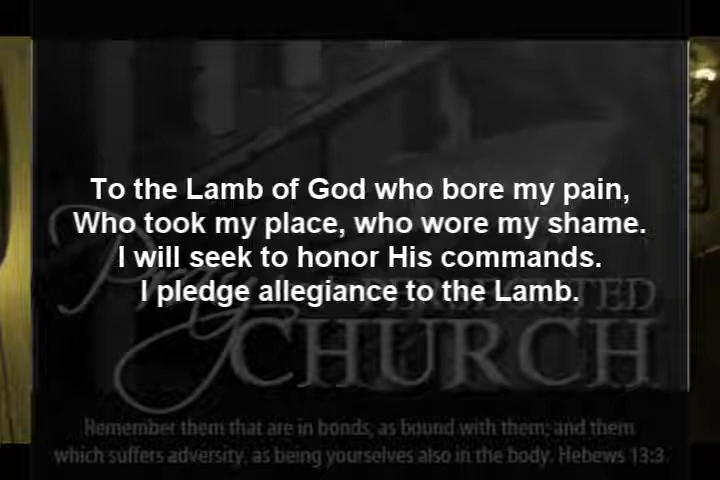 To the Lamb of God who bore my pain,
Who took my place, who wore my shame.
I will seek to honor His commands.
I pledge allegiance to the Lamb.
CHURCH
Remember them that are in bonds, as bound with them; and them
which suffers adversity, as being yourselves also in the body. Hebews 13:3